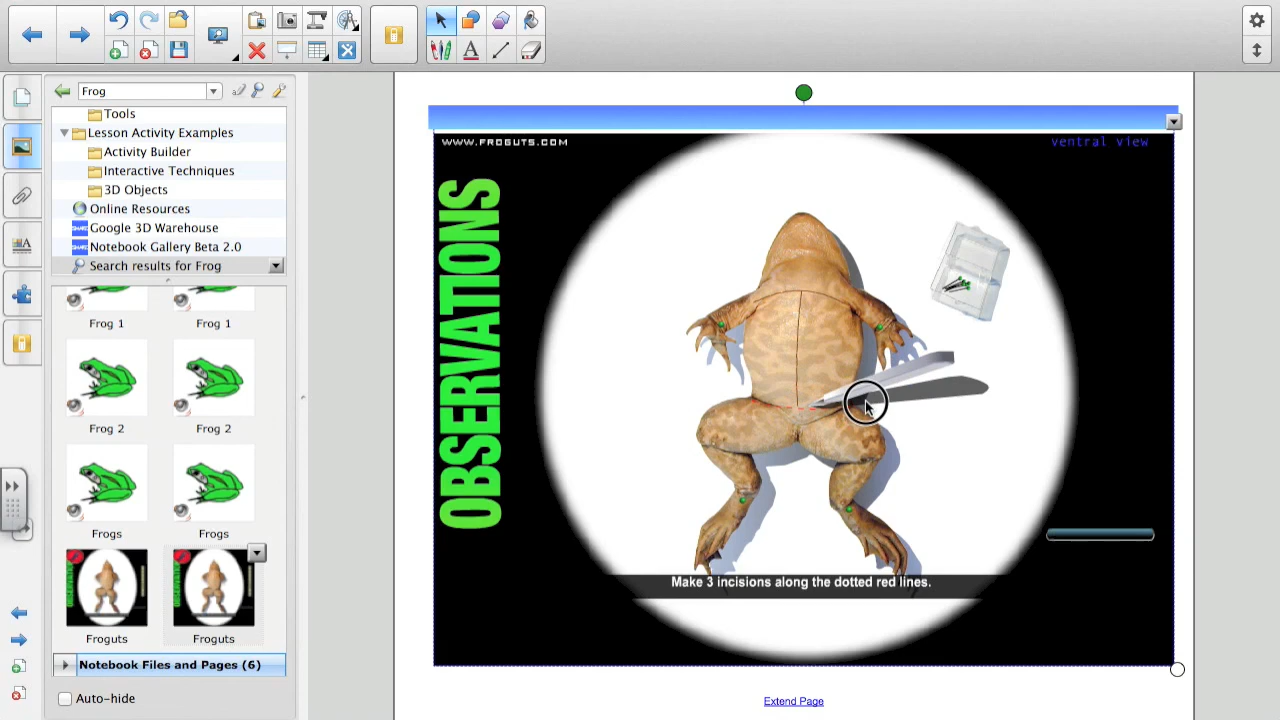 Frog
Tools
Lesson Activity Examples
Activity Builder
Interactive Techniques
3D Objects
Online Resources
Google 3D Warehouse
Notebook Gallery Beta 2.0
Search results for Frog
Frog 1
Frog 1
Frog 2
Frog 2
Frogs
Frogs
Froguts
Froguts
Notebook Files and Pages (6)
Auto-hide
WWW.FROGUTS.COM
ventral view
OBSERVATIONS
Make 3 incisions along the dotted red lines.
Extend Page